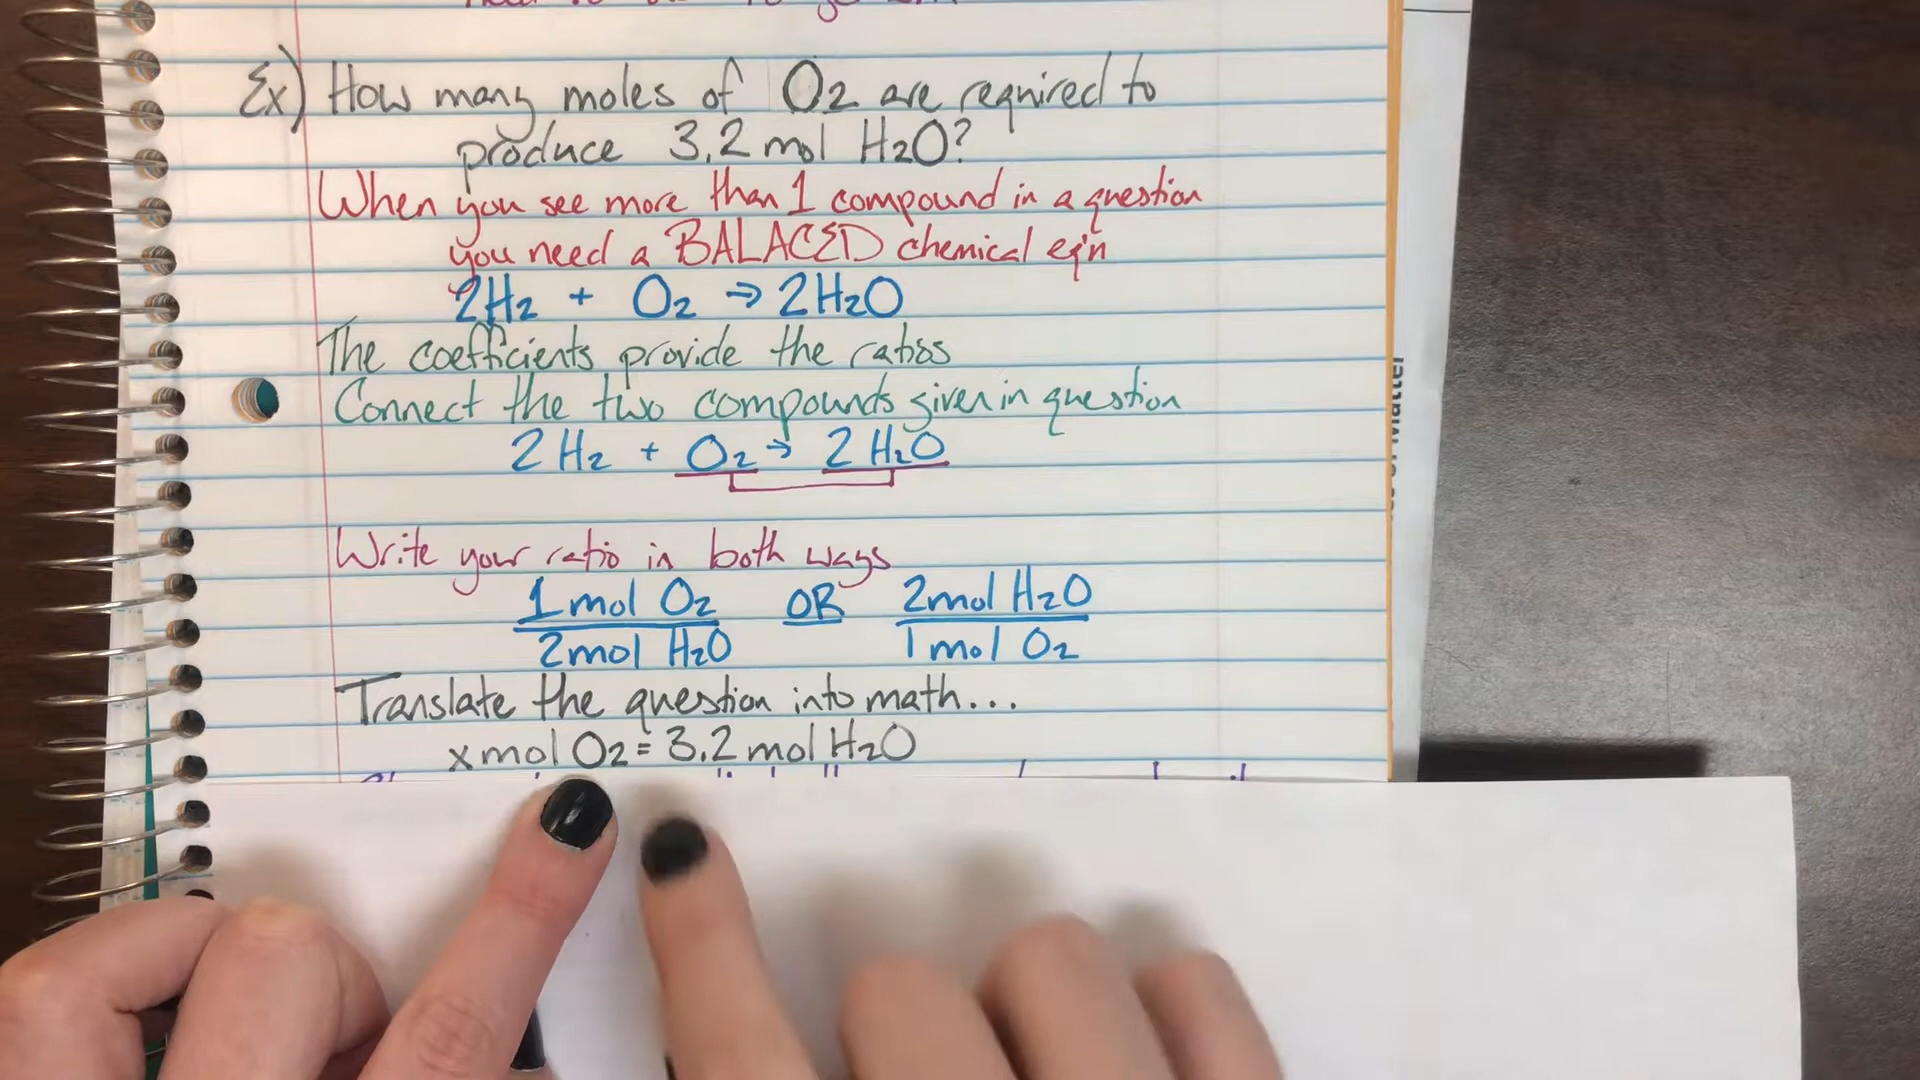 Ex) How many moles of O2 are required to
produce 3.2 mol H2O?
When you see more than 1 compound in a question
you need a BALACED chemical eq'n
2H2 + O2 → 2H2O
The coefficients provide the ratios
Connect the two compounds given in question
2 H2 + O2 → 2 H2O
Write your ratio in both ways
1 mol O2 OR 2mol H2O
2mol H2O 1 mol O2
Translate the question into math...
x mol O2 = 3.2 mol H2O
Matter